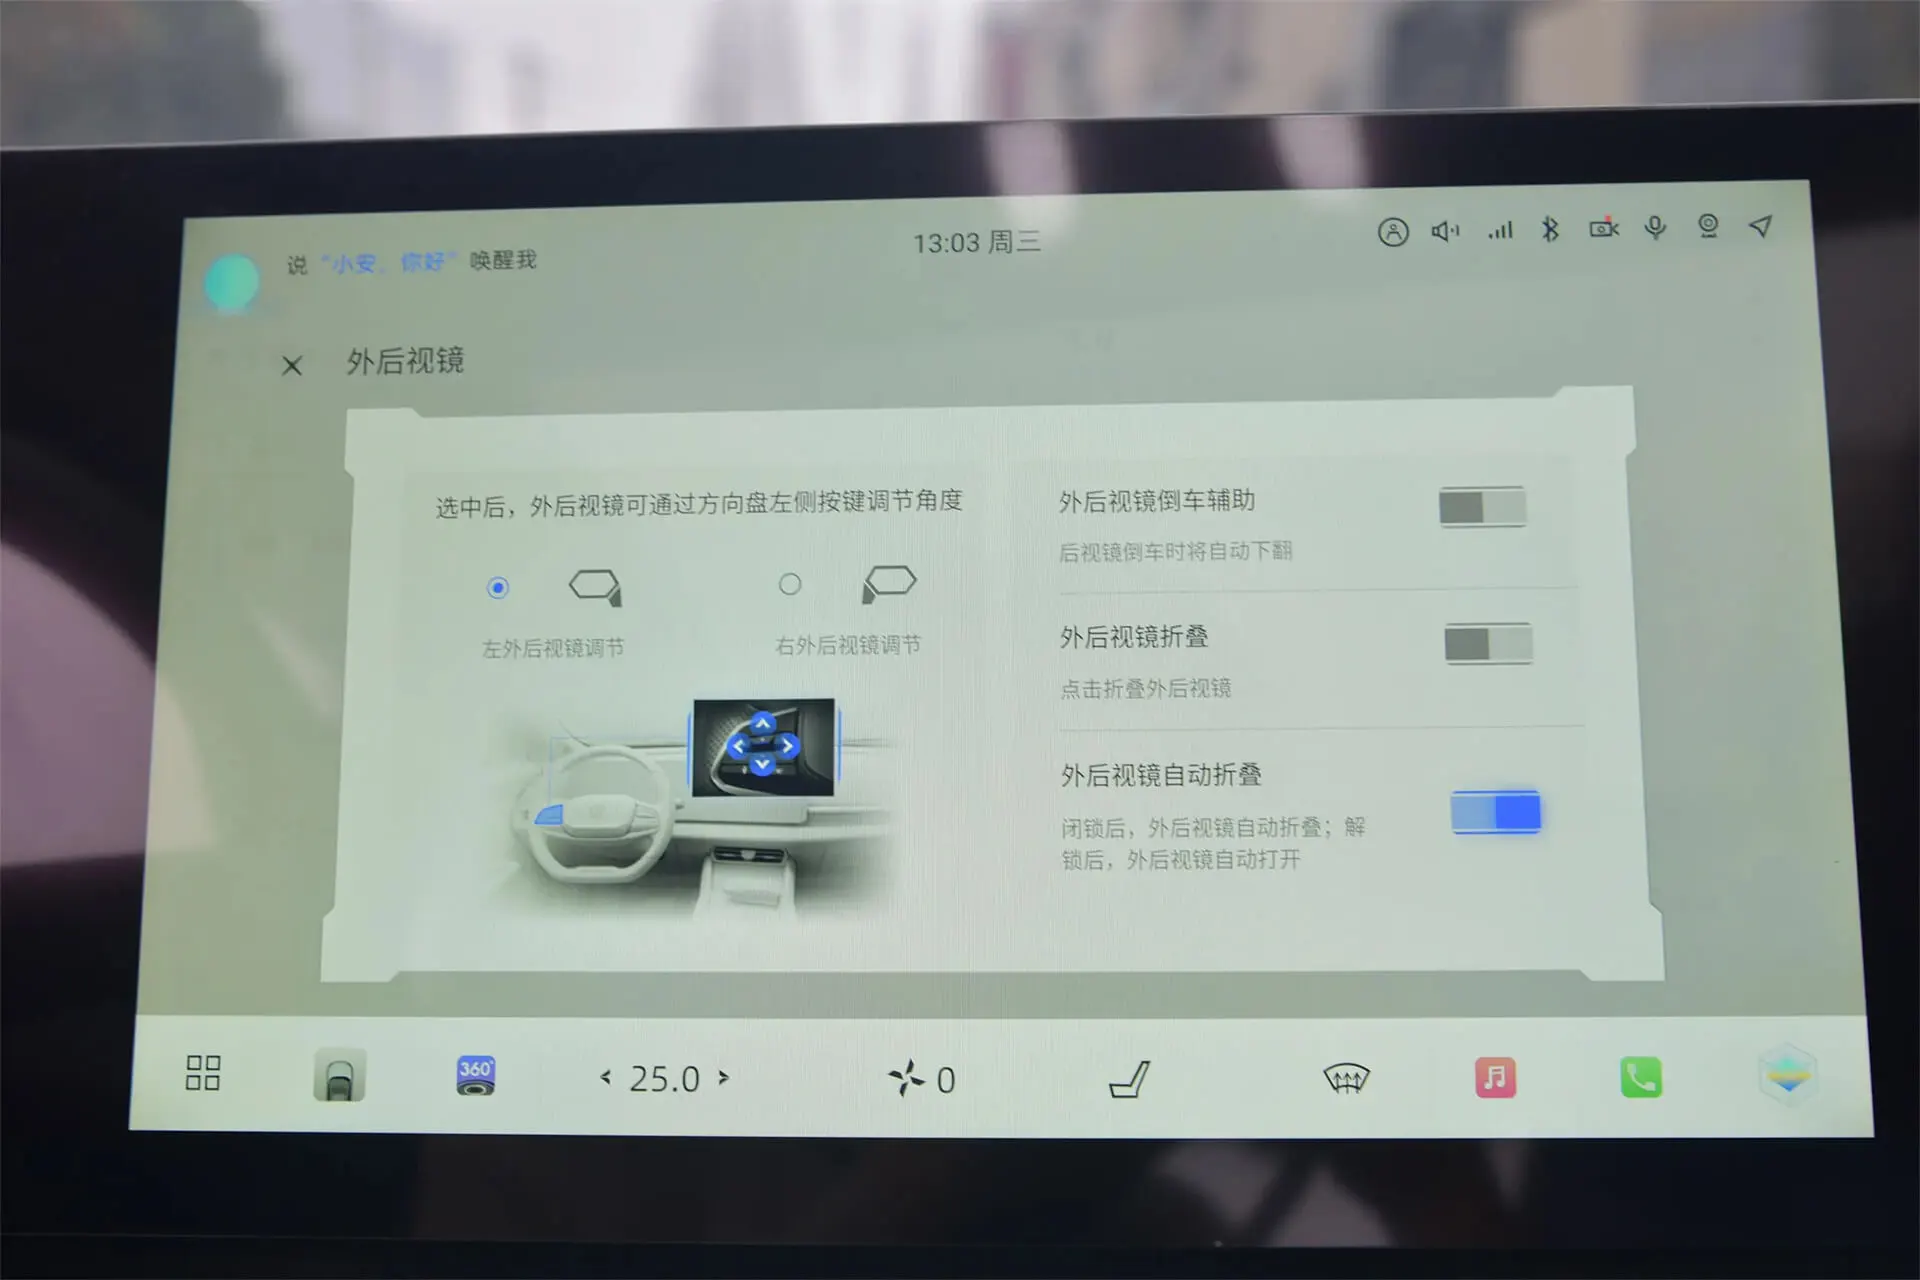 说 “小安，你好” 唤醒我
13:03 周三
外后视镜
选中后，外后视镜可通过方向盘左侧按键调节角度
左外后视镜调节
右外后视镜调节
外后视镜倒车辅助
后视镜倒车时将自动下翻
外后视镜折叠
点击折叠外后视镜
外后视镜自动折叠
闭锁后，外后视镜自动折叠；解
锁后，外后视镜自动打开
360°
< 25.0 >
0